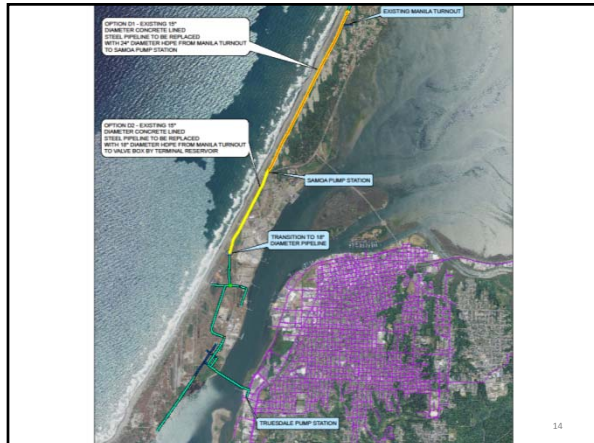 EXISTING MANILA TURNOUT
OPTION D1 - EXISTING 15"
DIAMETER CONCRETE LINED
STEEL PIPELINE TO BE REPLACED
WITH 24" DIAMETER HDPE FROM MANILA TURNOUT
TO SAMOA PUMP STATION
OPTION D2 - EXISTING 15"
DIAMETER CONCRETE LINED
STEEL PIPELINE TO BE REPLACED
WITH 18" DIAMETER HDPE FROM MANILA TURNOUT
TO VALVE BOX BY TERMINAL RESERVOIR
SAMOA PUMP STATION
TRANSITION TO 18"
DIAMETER PIPELINE
TRUESDALE PUMP STATION
14